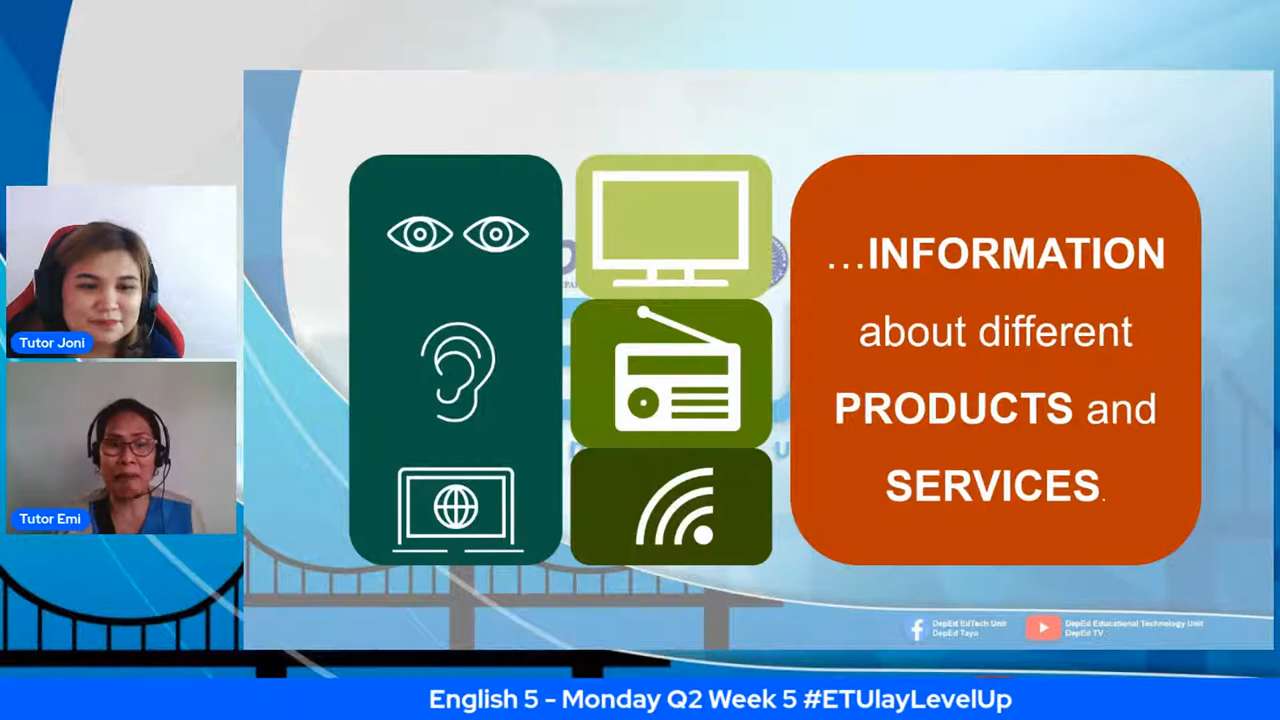 Tutor Joni
Tutor Emi
...INFORMATION
about different
PRODUCTS and
SERVICES.
DepEd EdTech Unit
DepEd Tayo
DepEd Educational Technology Unit
DepEd TV
English 5 - Monday Q2 Week 5 #ETUlayLevelUp